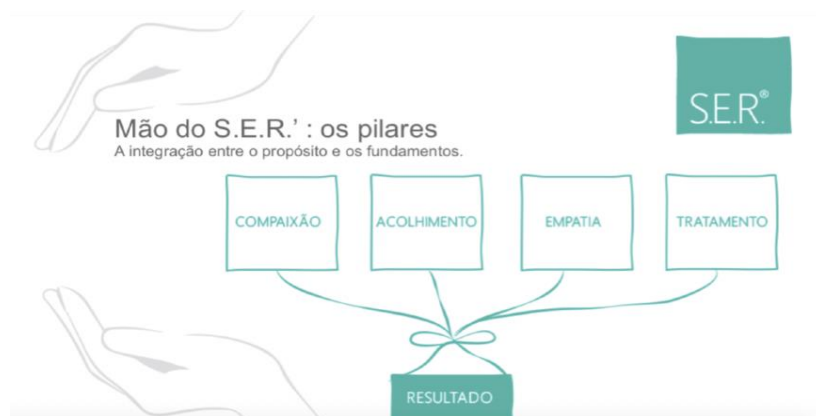 S.E.R.®
Mão do S.E.R.' : os pilares
A integração entre o propósito e os fundamentos.
COMPAIXÃO
ACOLHIMENTO
EMPATIA
TRATAMENTO
RESULTADO